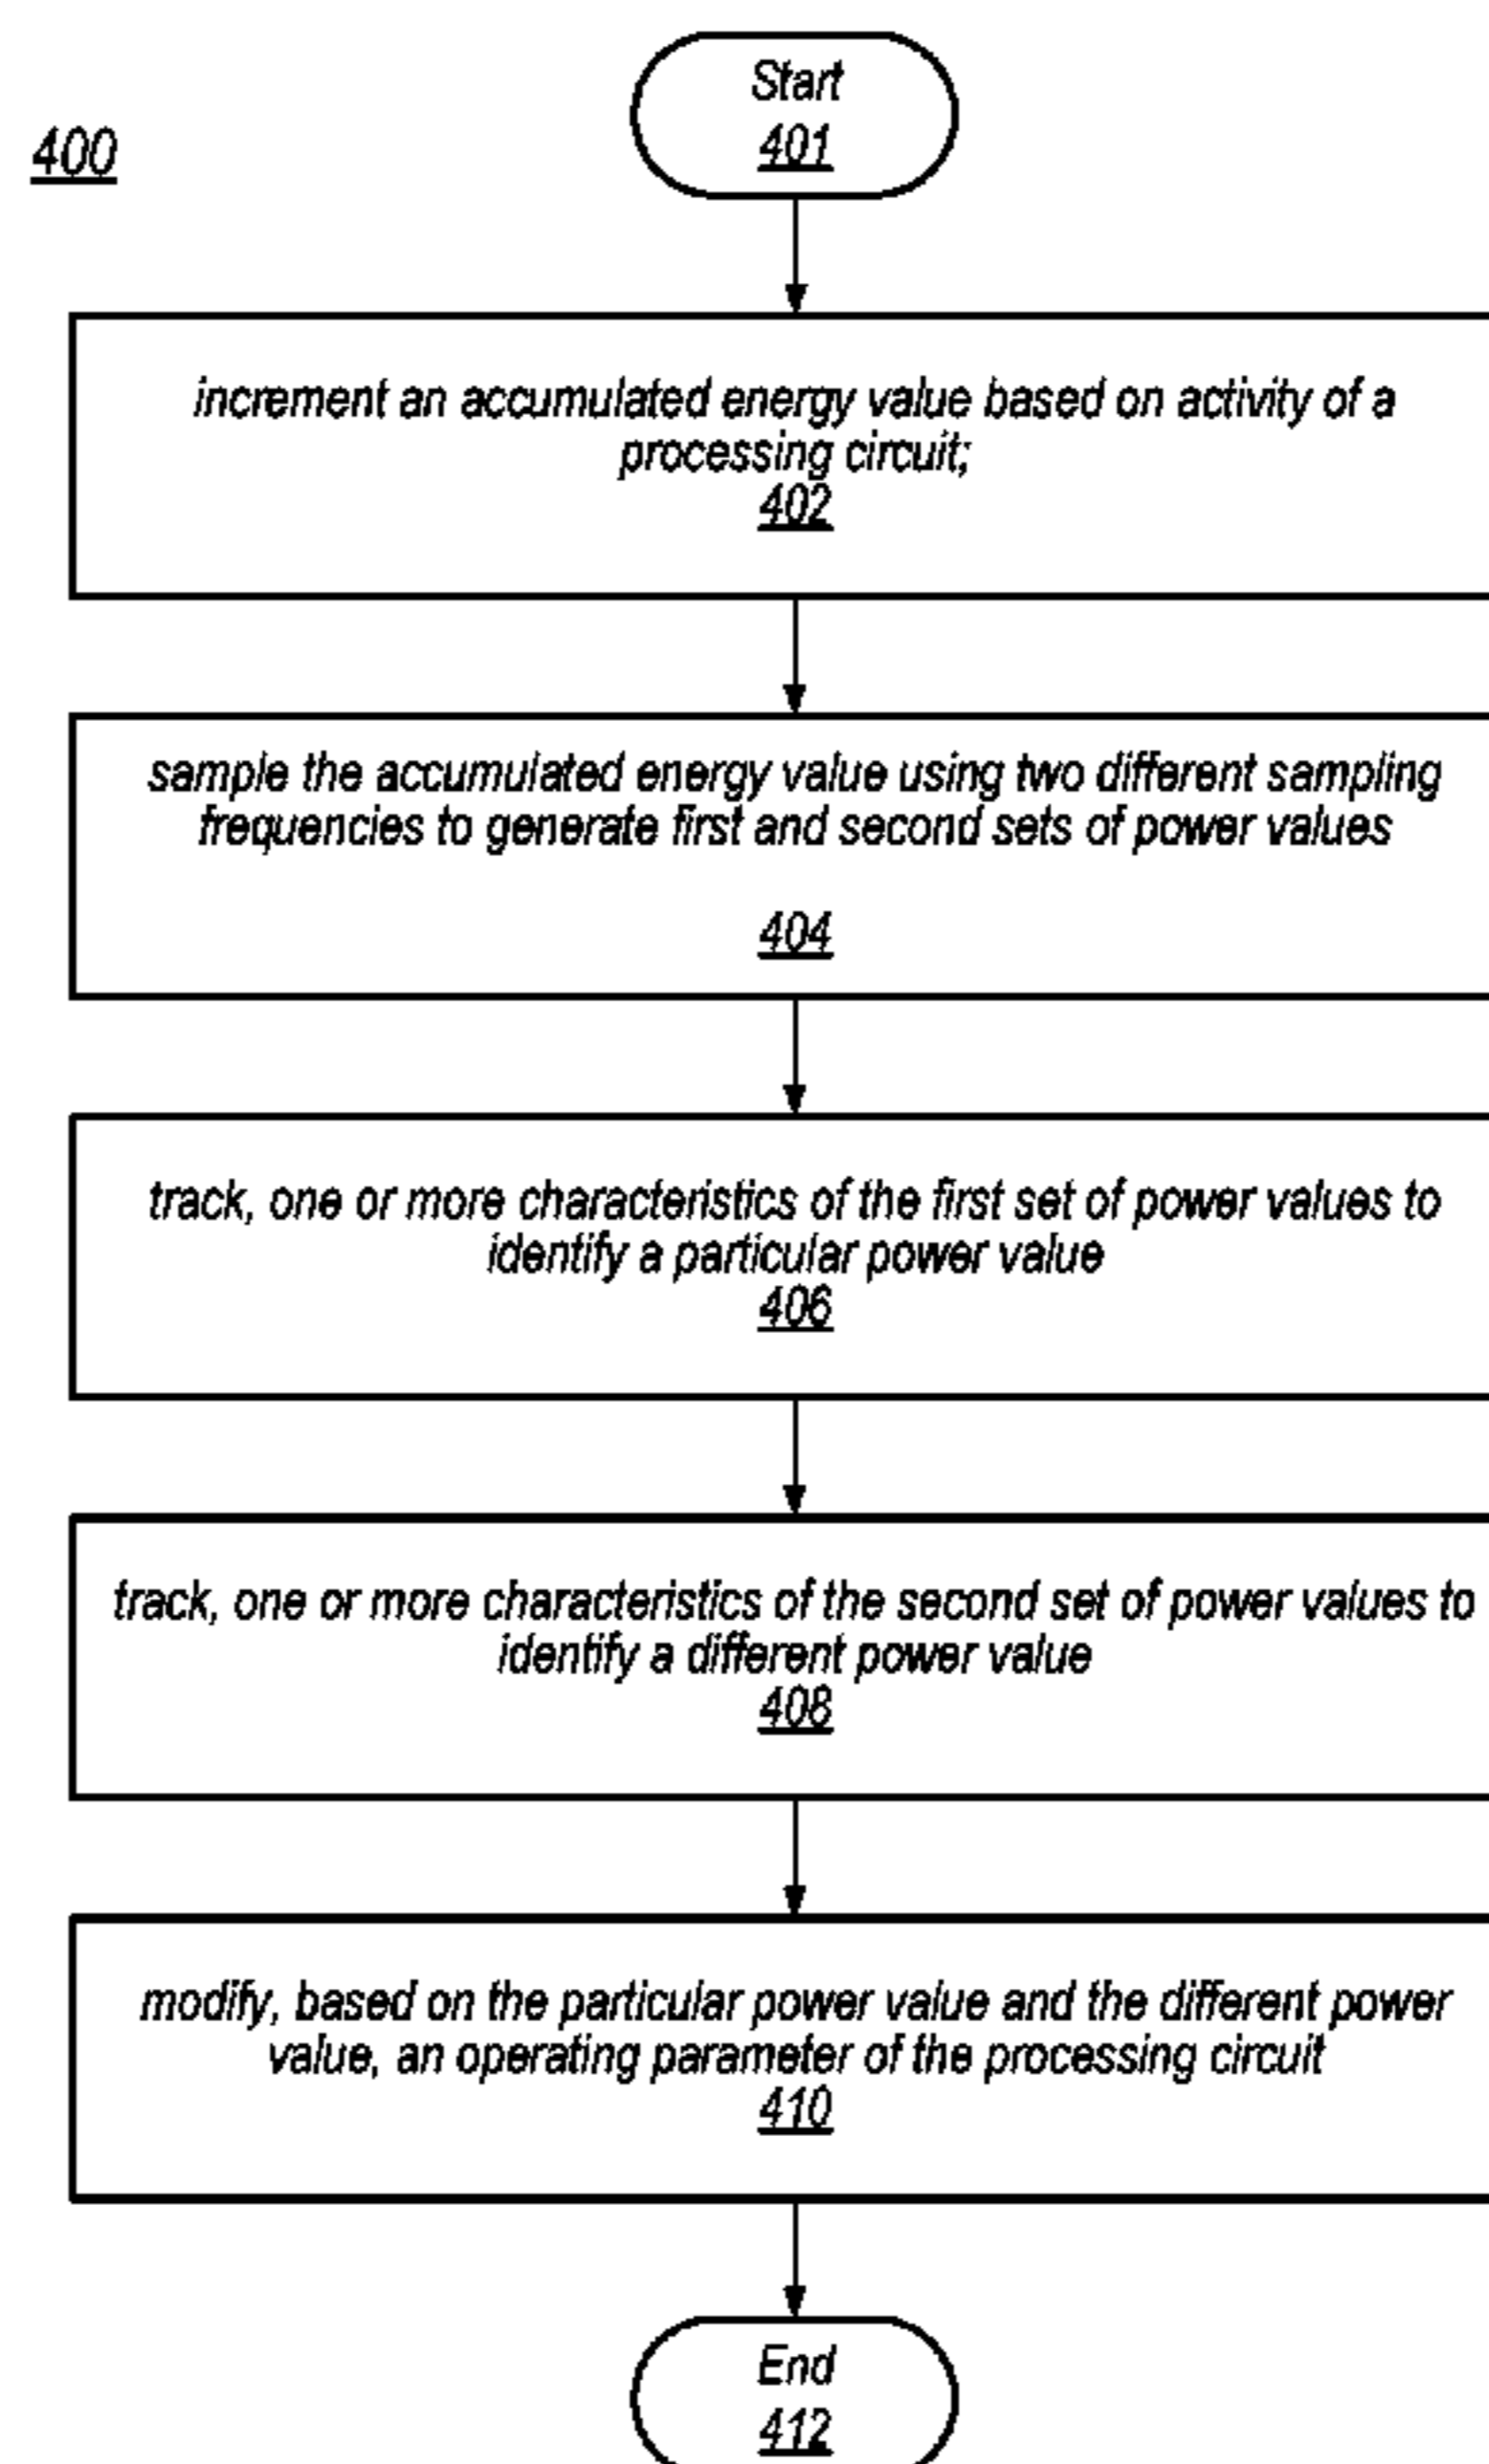 400
Start
401
increment an accumulated energy value based on activity of a
processing circuit;
402
sample the accumulated energy value using two different sampling
frequencies to generate first and second sets of power values
404
track, one or more characteristics of the first set of power values to
identify a particular power value
406
track, one or more characteristics of the second set of power values to
identify a different power value
408
modify, based on the particular power value and the different power
value, an operating parameter of the processing circuit
410
End
412